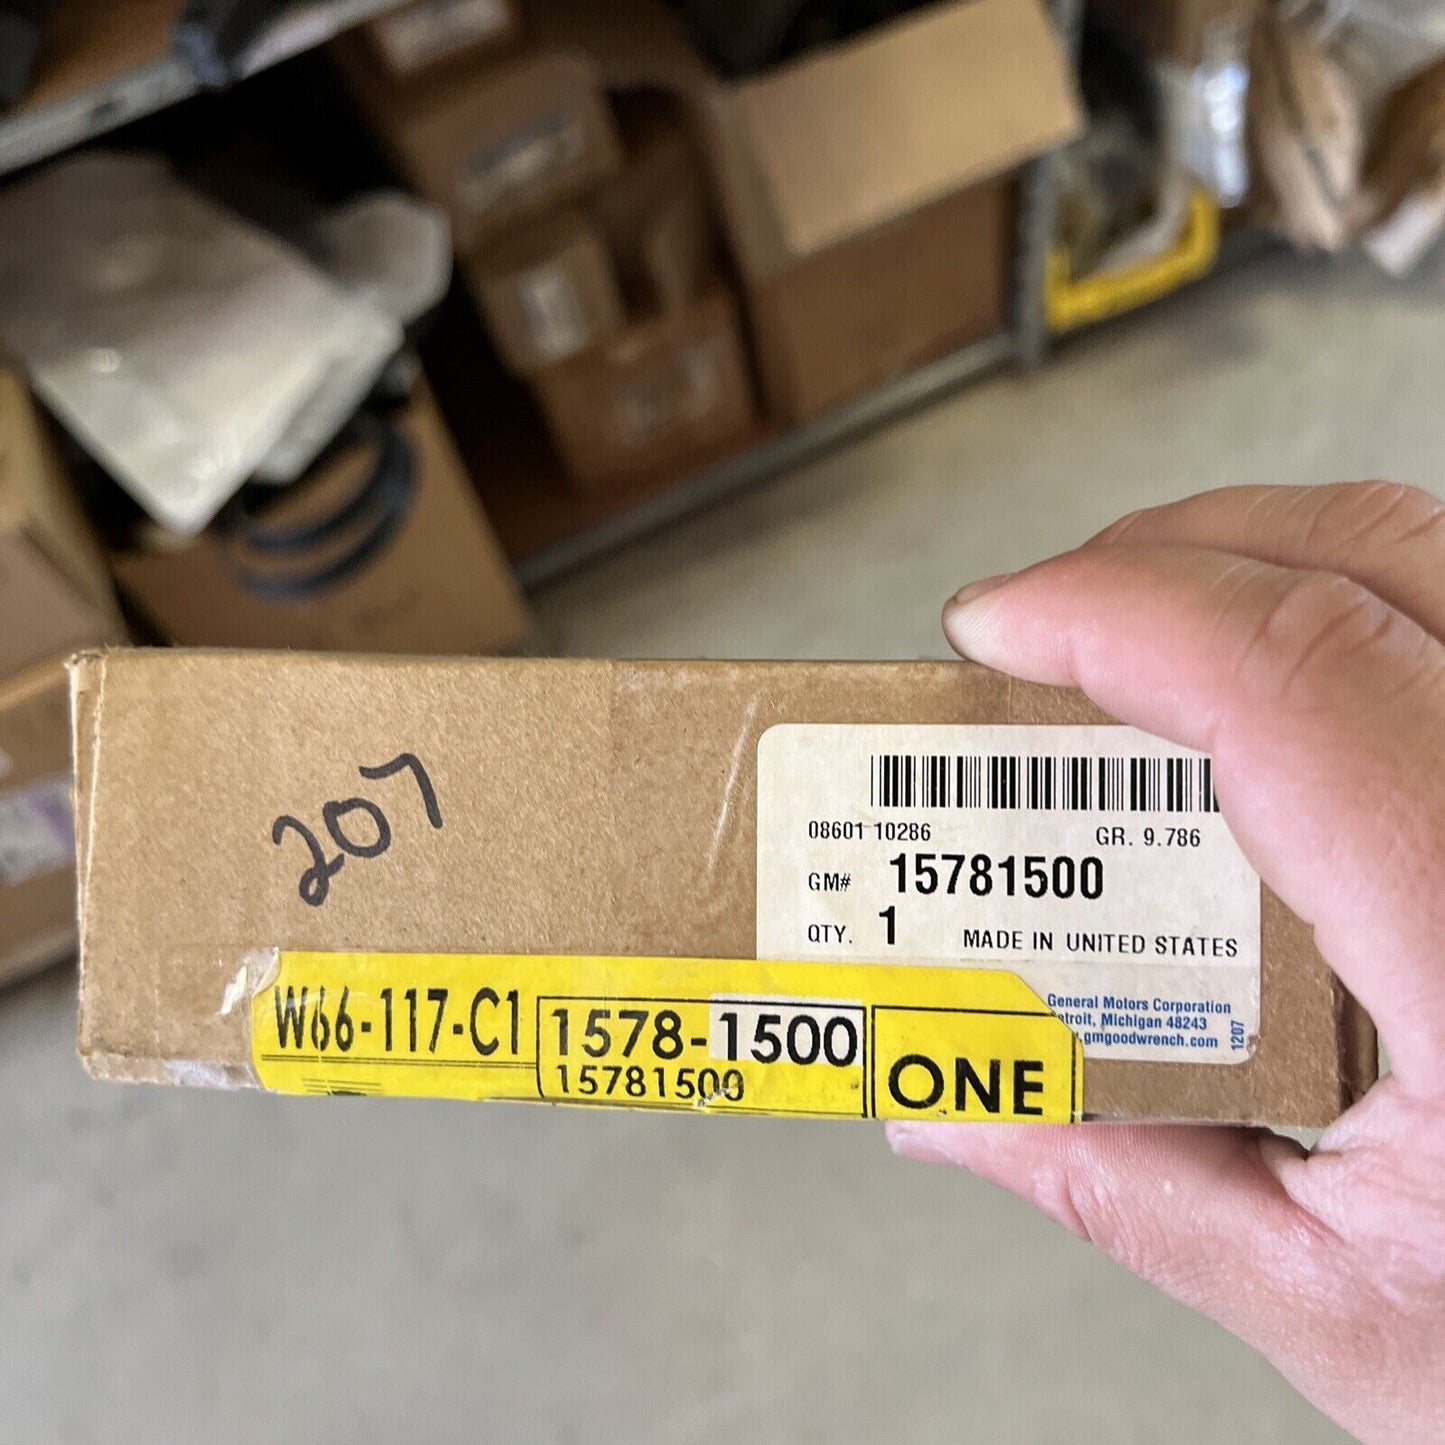 207
08601 10286 GR. 9.786
GM# 15781500
QTY. 1 MADE IN UNITED STATES
General Motors Corporation
etroit, Michigan 48243
.gmgoodwrench.com
1207
W66-117-C1
1578-1500
15781500
ONE